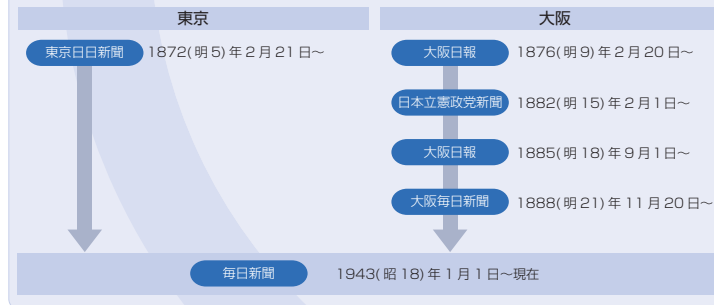 東京
大阪
東京日日新聞 1872(明5)年2月21日〜
大阪日報 1876(明9)年2月20日〜
日本立憲政党新聞 1882(明15)年2月1日〜
大阪日報 1885(明18)年9月1日〜
大阪毎日新聞 1888(明21)年11月20日〜
毎日新聞 1943(昭18)年1月1日〜現在